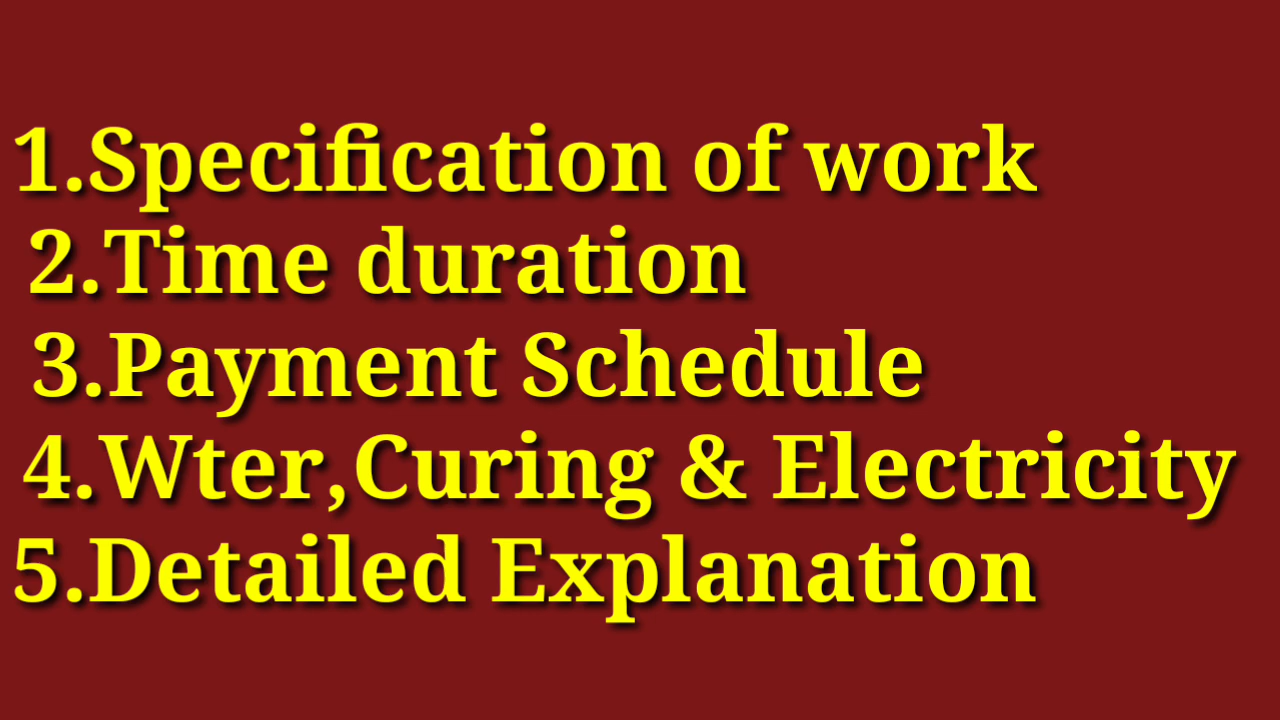 1.Specification of work
2.Time duration
3.Payment Schedule
4.Wter,Curing & Electricity
5.Detailed Explanation